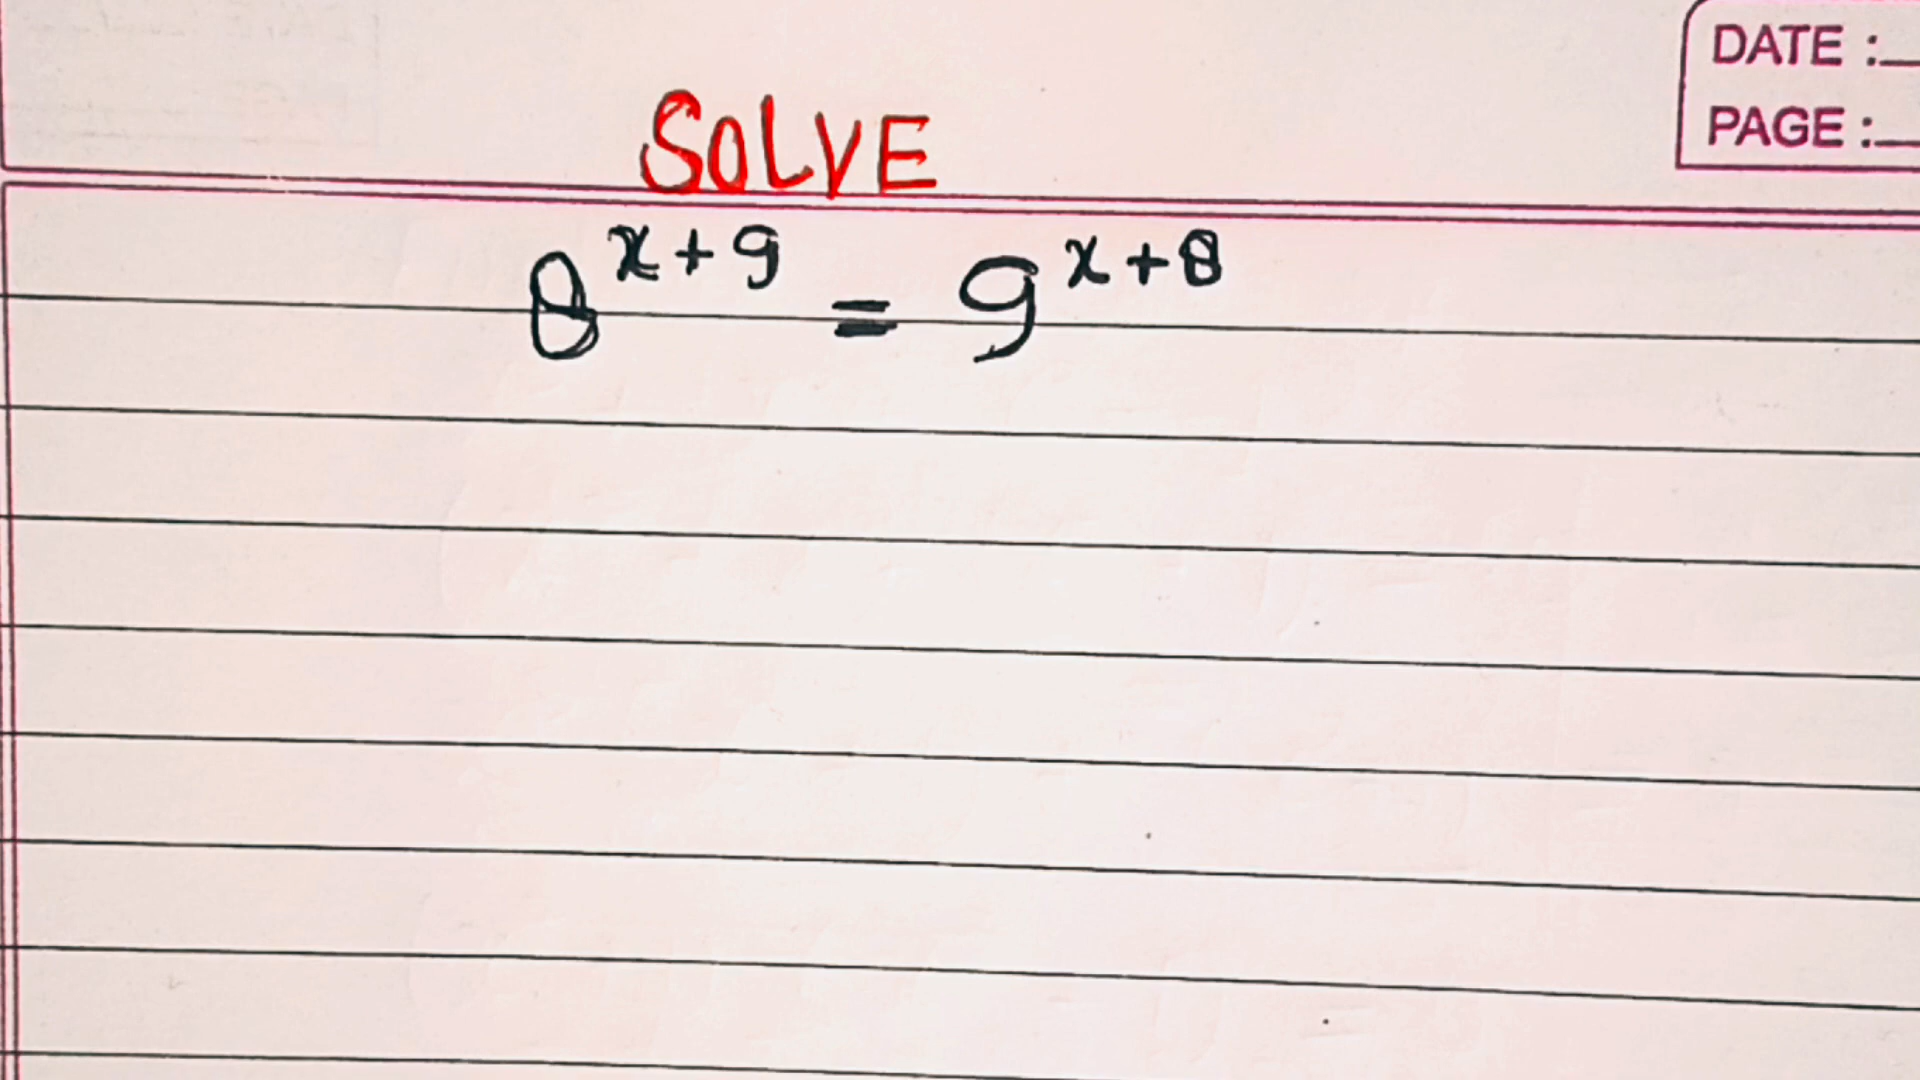 DATE :
PAGE :
SOLVE
8^{x+9} = 9^{x+8}